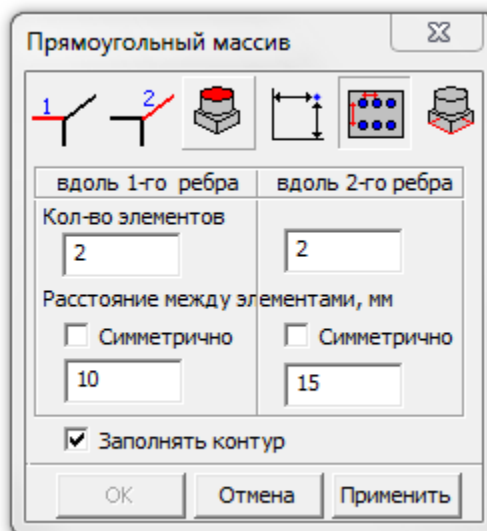 Прямоугольный массив
1 2
вдоль 1-го ребра вдоль 2-го ребра
Кол-во элементов
2 2
Расстояние между элементами, мм
Симметрично Симметрично
10 15
Заполнять контур
ОК Отмена Применить